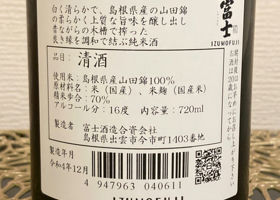 白く清らかで、島根県産の山田錦
の柔らかく上質な旨味を醸し出し
ながらの木槽で搾った
縁を調和で結ぶ純米酒
富士
IZUMOFUJI
品目：清酒
使用米：島根県産山田錦100%
原材料名：米（国産）、米麹（国産米）
精米歩合：70%
アルコール分：16度　内容量：720ml
製造者：富士酒造合資会社
島根県出雲市今市町1403番地
製造年月
令和4年12月
4 947963 040611
IZUMOFUJI